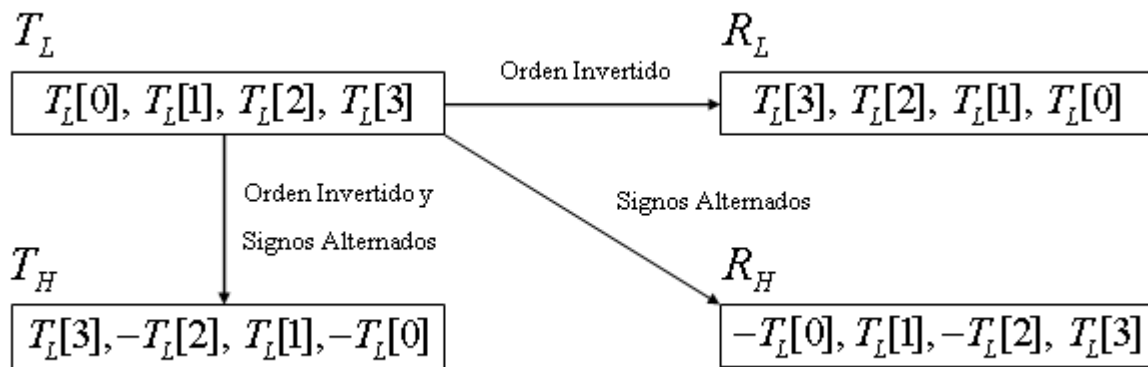 T_L
R_L
Orden Invertido
T_L[0], T_L[1], T_L[2], T_L[3]
T_L[3], T_L[2], T_L[1], T_L[0]
Orden Invertido y
Signos Alternados
Signos Alternados
T_H
R_H
T_L[3],−T_L[2], T_L[1],−T_L[0]
−T_L[0], T_L[1],−T_L[2], T_L[3]